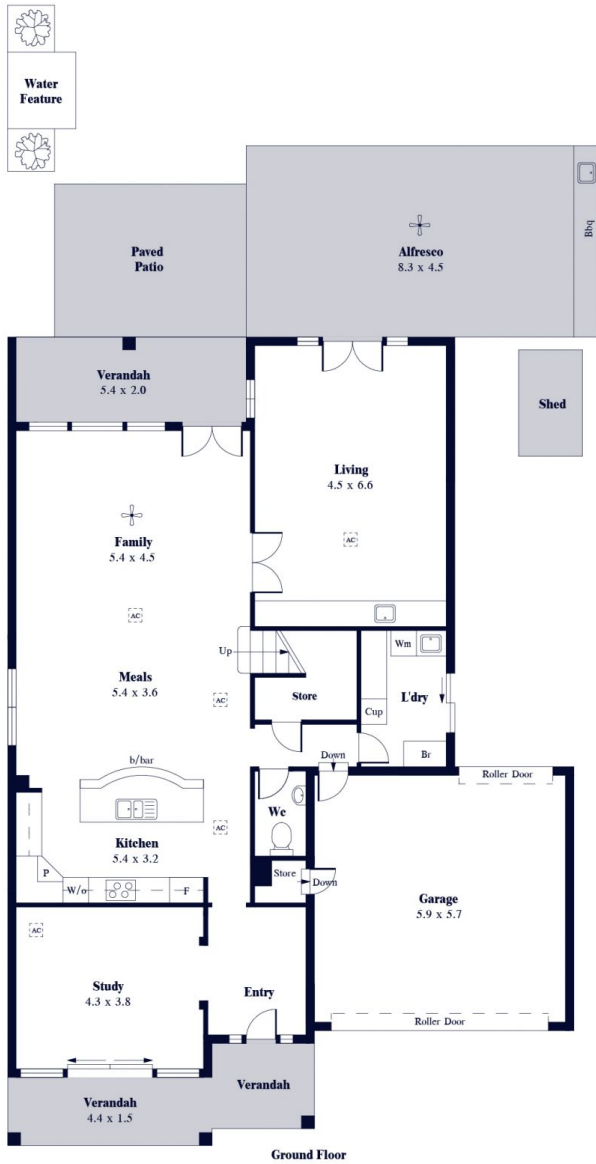 Water
Feature
Paved
Patio
Alfresco
8.3 x 4.5
Bbq
Verandah
5.4 x 2.0
Shed
Living
4.5 x 6.6
AC
Family
5.4 x 4.5
AC
Up
Meals
5.4 x 3.6
AC
Store
Wm
L'dry
Cup
Br
Down
b/bar
Roller Door
Wc
Kitchen
5.4 x 3.2
AC
P
W/o
F
Store
Down
Garage
5.9 x 5.7
AC
Study
4.3 x 3.8
Entry
Roller Door
Verandah
4.4 x 1.5
Verandah
Ground Floor